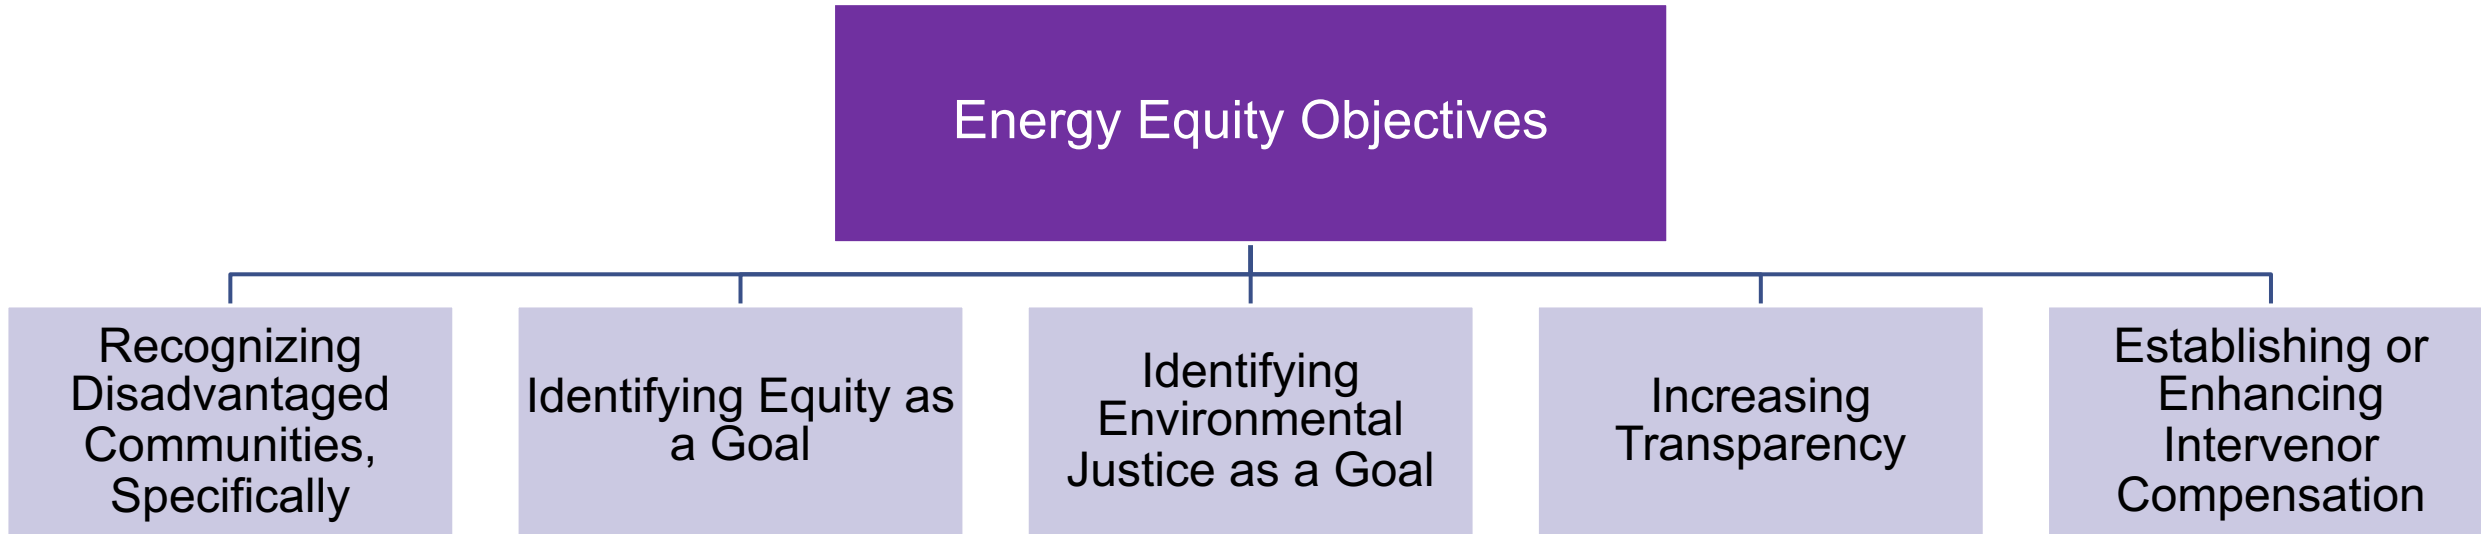 Energy Equity Objectives
Recognizing
Disadvantaged
Communities,
Specifically
Identifying Equity as
a Goal
Identifying
Environmental
Justice as a Goal
Increasing
Transparency
Establishing or
Enhancing
Intervenor
Compensation